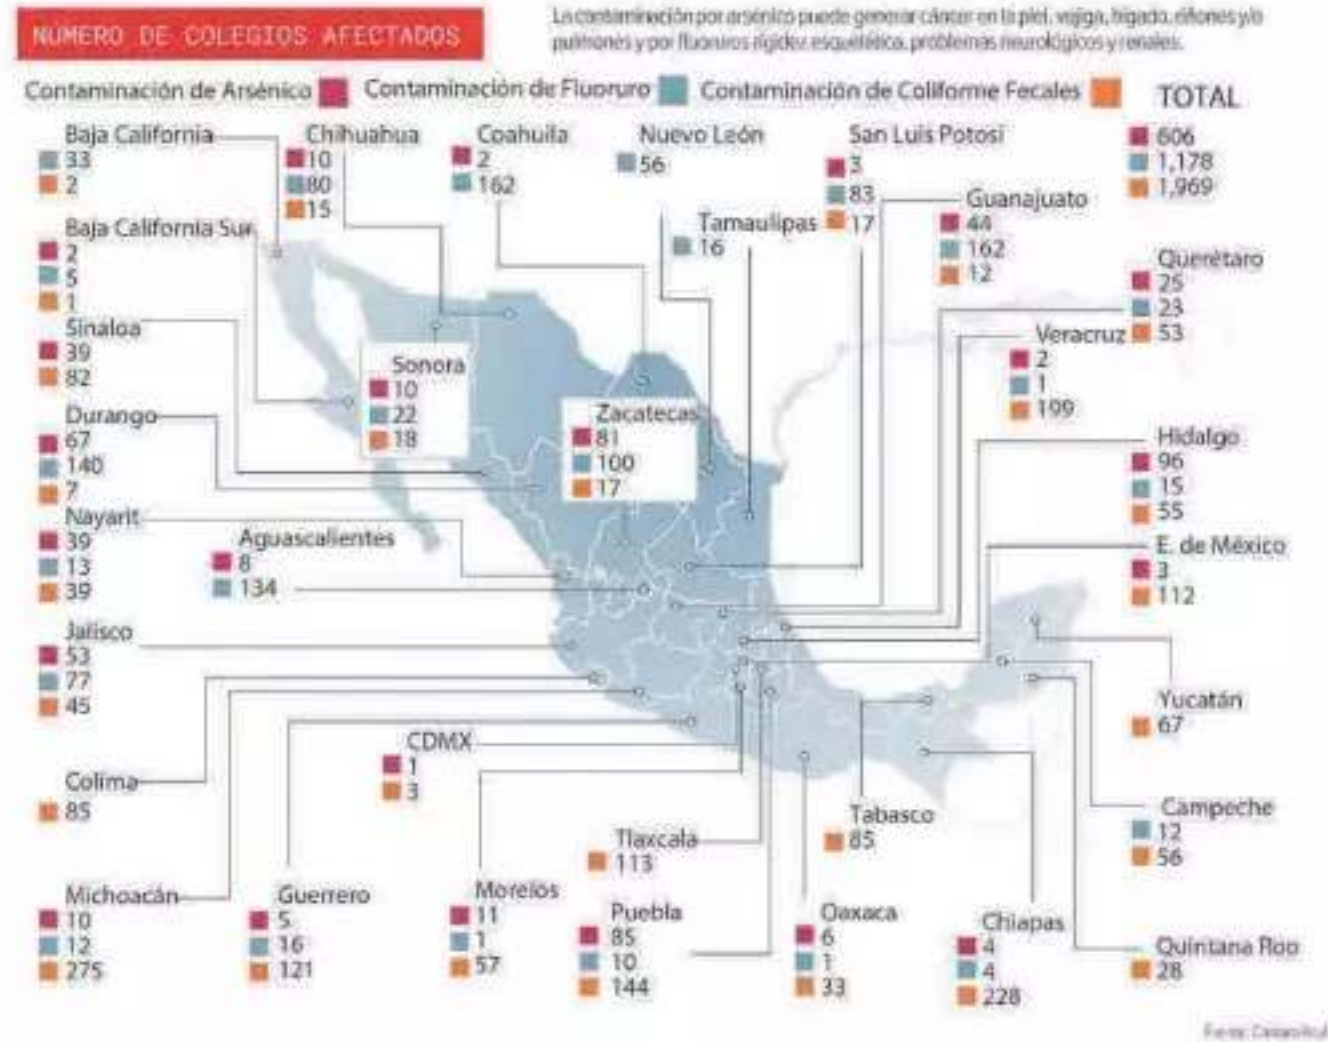 NÚMERO DE COLEGIOS AFECTADOS
La contaminación por arsénico puede generar cáncer en la piel, vejiga, hígado, riñones y/o
pulmones y por fluoruros rigidez esquelética, problemas neurológicos y renales.
Contaminación de Arsénico
Contaminación de Fluoruro
Contaminación de Coliforme Fecales
TOTAL
606
1,178
1,969
Baja California
33
2
Chihuahua
10
80
15
Coahuila
2
162
Nuevo León
56
San Luis Potosí
3
83
17
Tamaulipas
16
Guanajuato
44
162
12
Querétaro
25
23
53
Baja California Sur
2
5
1
Sinaloa
39
82
Sonora
10
22
18
Zacatecas
81
100
17
Veracruz
2
1
199
Durango
67
140
7
Hidalgo
96
15
55
Nayarit
39
13
39
Aguascalientes
8
134
E. de México
3
112
Jalisco
53
77
45
Yucatán
67
Colima
85
CDMX
1
3
Tlaxcala
113
Tabasco
85
Campeche
12
56
Michoacán
10
12
275
Guerrero
5
16
121
Morelos
11
1
57
Puebla
85
10
144
Oaxaca
6
1
33
Chiapas
4
4
228
Quintana Roo
28